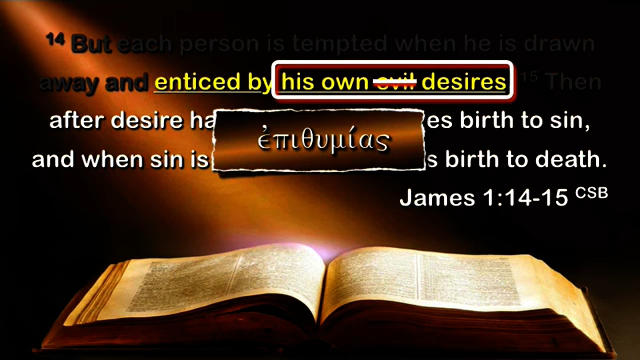 14 But each person is tempted when he is drawn
away and enticed by his own evil desires. 15 Then
after desire es birth to sin,
ἐπιθυμίας
and when sin is s birth to death.
James 1:14-15 CSB